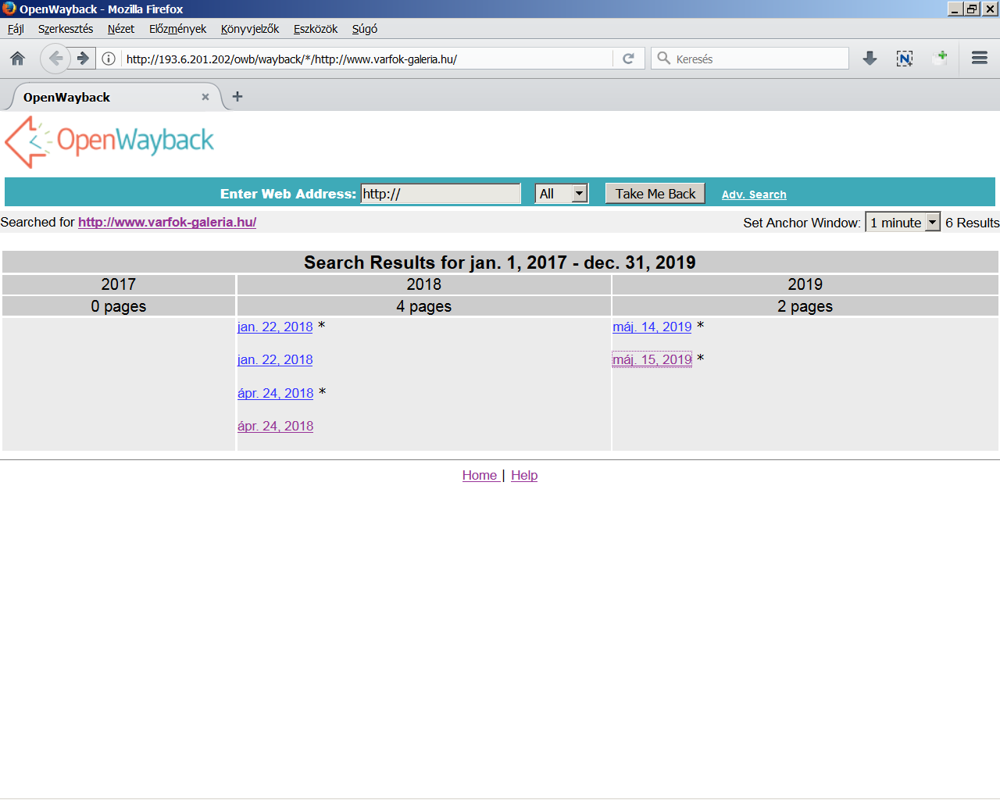 OpenWayback - Mozilla Firefox
Fájl Szerkesztés Nézet Előzmények Könyvjelzők Eszközök Súgó
http://193.6.201.202/owb/wayback/*/http://www.varfok-galeria.hu/ Keresés
OpenWayback
OpenWayback
Enter Web Address: http:// All Take Me Back Adv. Search
Searched for http://www.varfok-galeria.hu/ Set Anchor Window: 1 minute 6 Results
Search Results for jan. 1, 2017 - dec. 31, 2019
2017 2018 2019
0 pages 4 pages 2 pages
jan. 22, 2018 * máj. 14, 2019 *
jan. 22, 2018 máj. 15, 2019 *
ápr. 24, 2018 *
ápr. 24, 2018
Home | Help